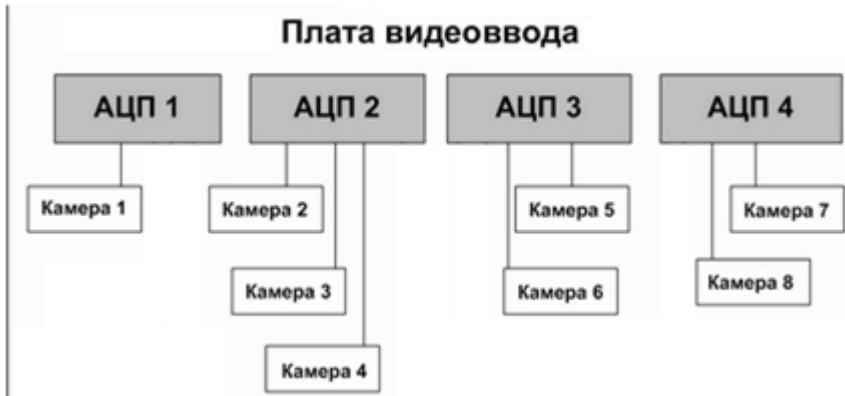 Плата видеоввода
АЦП 1
АЦП 2
АЦП 3
АЦП 4
Камера 1
Камера 2
Камера 5
Камера 7
Камера 3
Камера 6
Камера 8
Камера 4